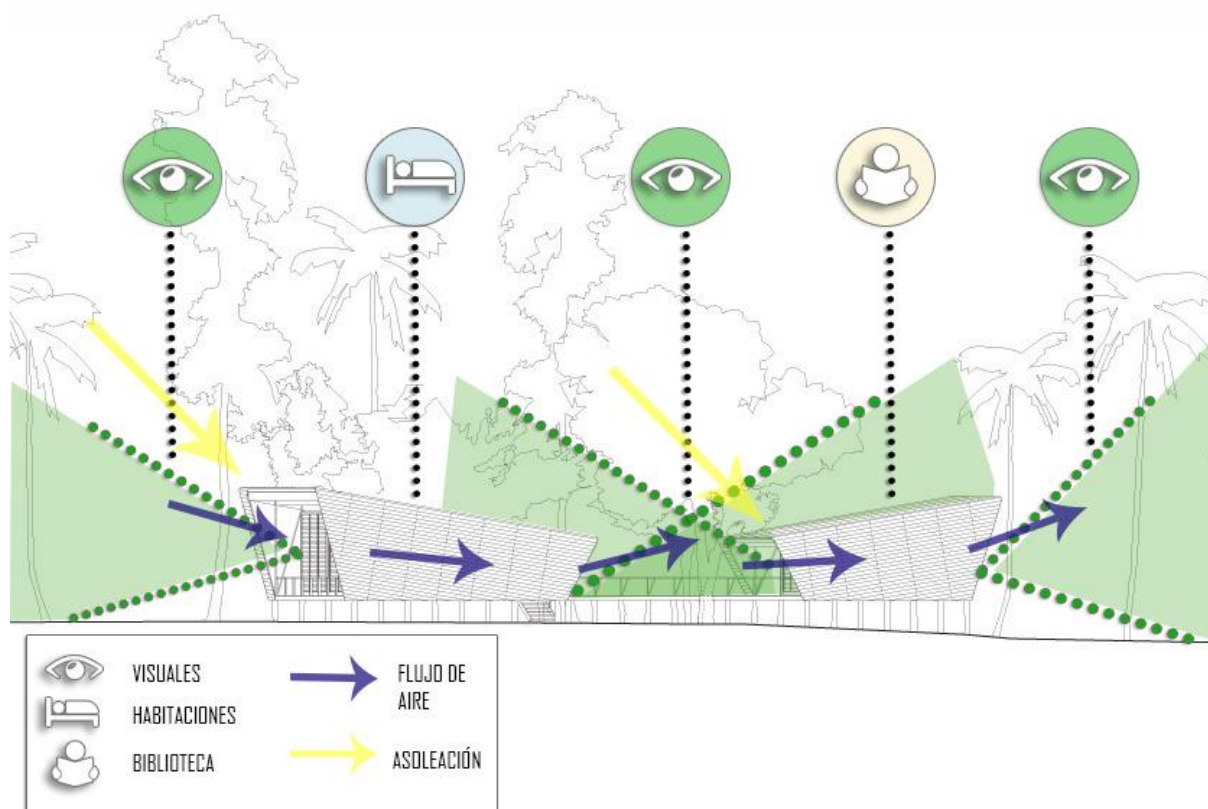 VISUALES
HABITACIONES
BIBLIOTECA
FLUJO DE
AIRE
ASOLEACIÓN